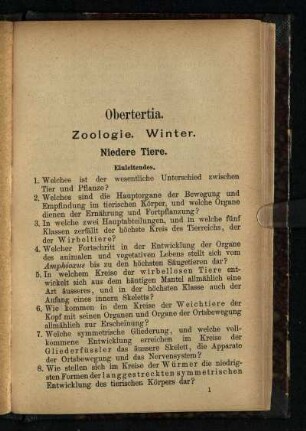 Obertertia.
Zoologie. Winter.
Niedere Tiere.
Einleitendes.
1. Welches ist der wesentliche Unterschied zwischen
Tier und Pflanze?
2. Welches sind die Hauptorgane der Bewegung und
Empfindung im tierischen Körper, und welche Organe
dienen der Ernährung und Fortpflanzung?
3. In welche zwei Hauptabteilungen, und in welche fünf
Klassen zerfällt der höchste Kreis des Tierreichs, der
der Wirbeltiere?
4. Welcher Fortschritt in der Entwicklung der Organe
des animalen und vegetativen Lebens stellt sich vom
Amphioxus bis zu den höchsten Säugetieren dar?
5. In welchem Kreise der wirbellosen Tiere ent-
wickelt sich aus dem häutigen Mantel allmählich eine
Art äusseres, und in der höchsten Klasse auch der
Anfang eines innern Skeletts?
6. Wie kommen in dem Kreise der Weichtiere der
Kopf mit seinen Organen und Organe der Ortsbewegung
allmählich zur Erscheinung?
7. Welche symmetrische Gliederung, und welche voll-
kommene Entwicklung erreichen im Kreise der
Gliederfüssler das äussere Skelett, die Apparate
der Ortsbewegung und das Nervensystem?
8. Wie stellen sich im Kreise der Würmer die niedrig-
sten Formen der langgestreckten symmetrischen
Entwicklung des tierischen Körpers dar?
1